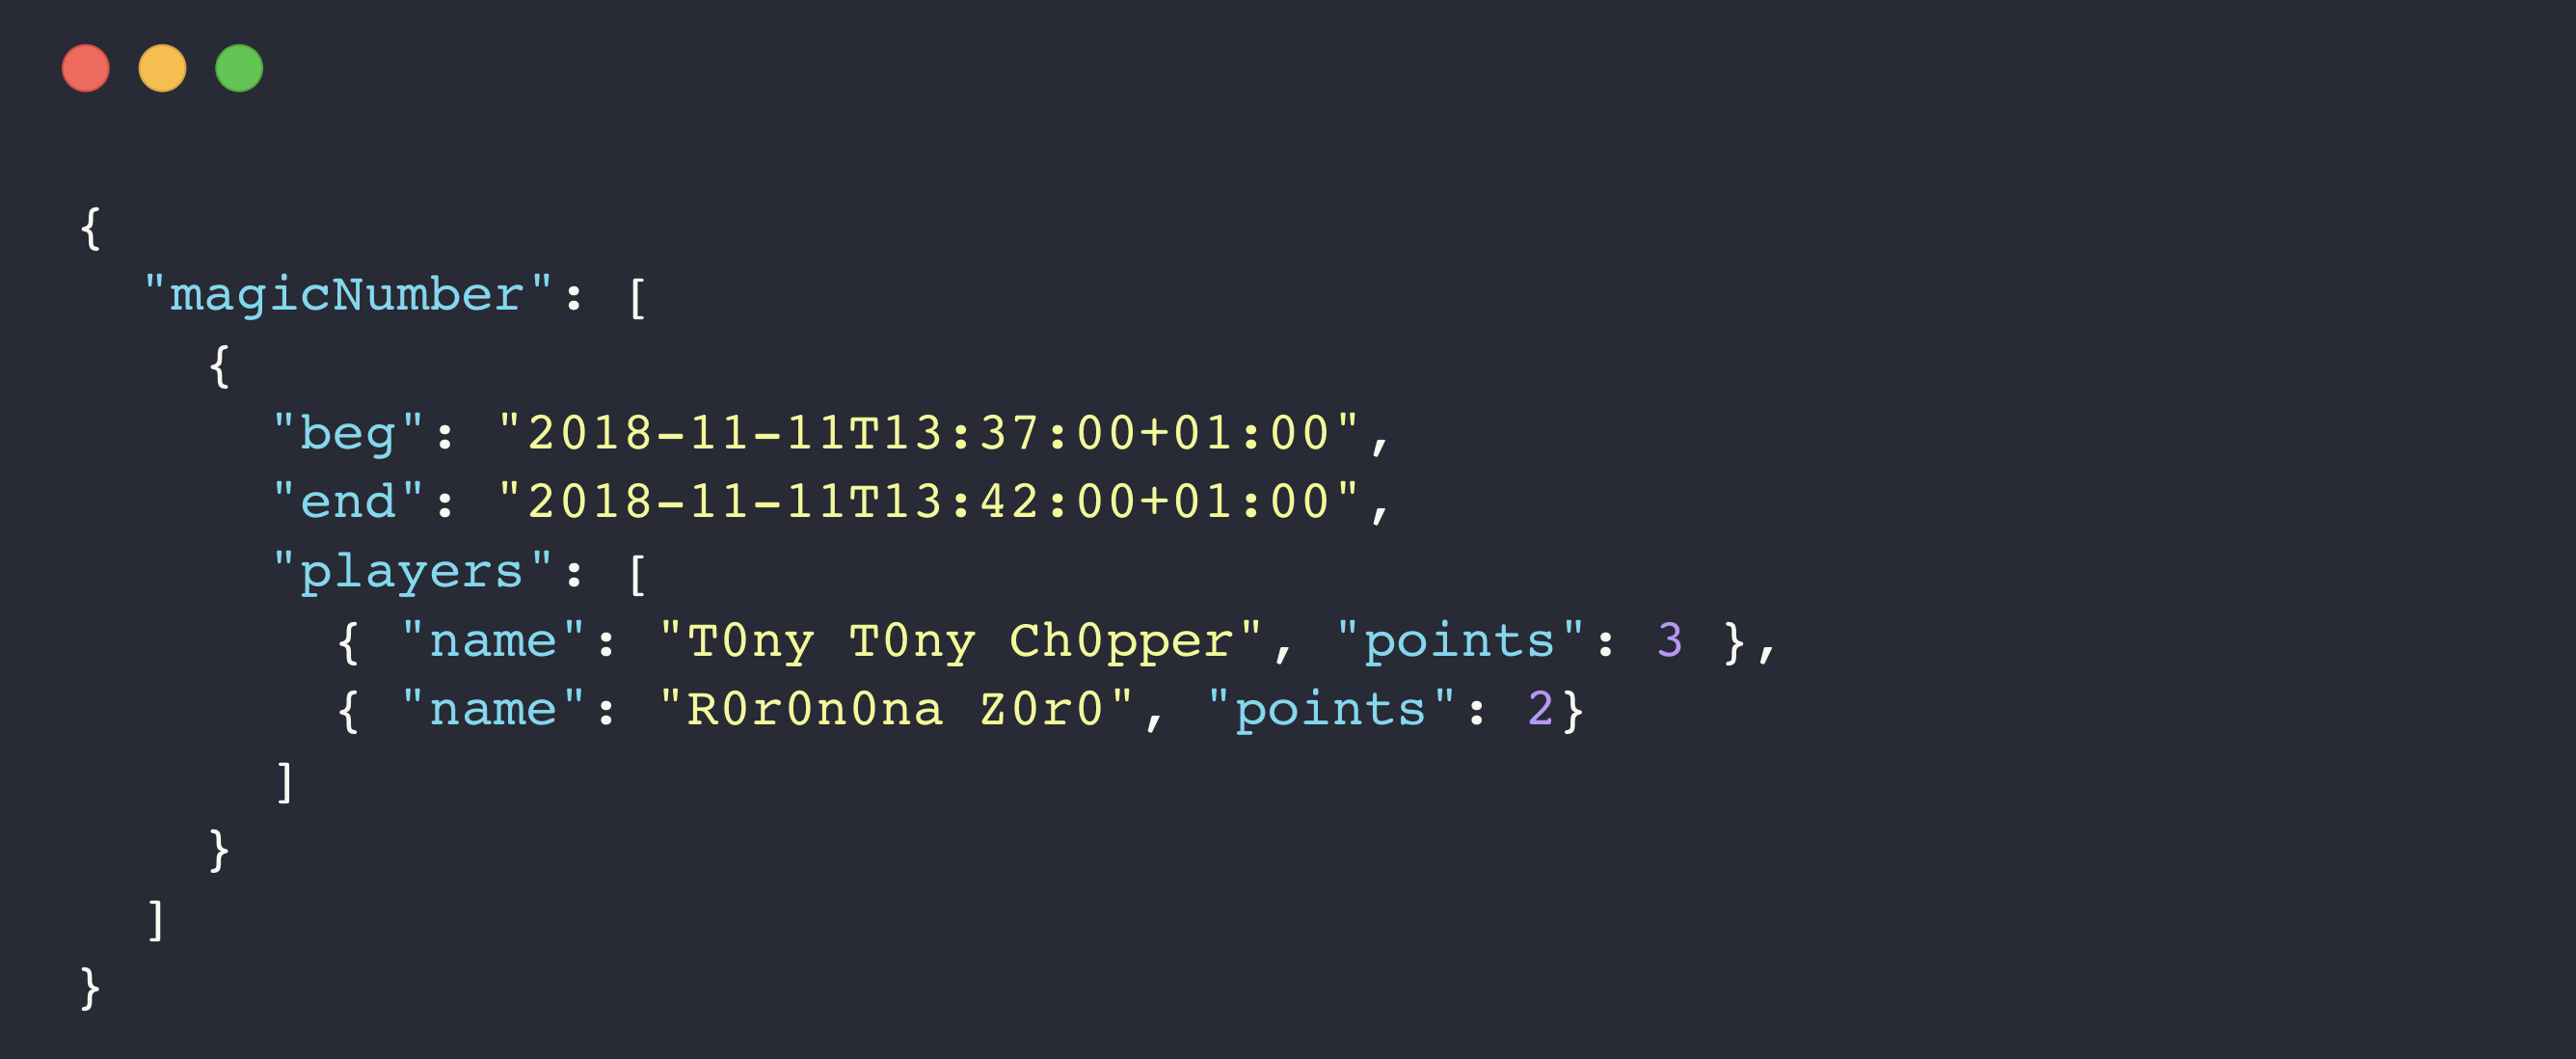 {
  "magicNumber": [
    {
      "beg": "2018-11-11T13:37:00+01:00",
      "end": "2018-11-11T13:42:00+01:00",
      "players": [
        { "name": "T0ny T0ny Ch0pper", "points": 3 },
        { "name": "R0r0n0na Z0r0", "points": 2}
      ]
    }
  ]
}